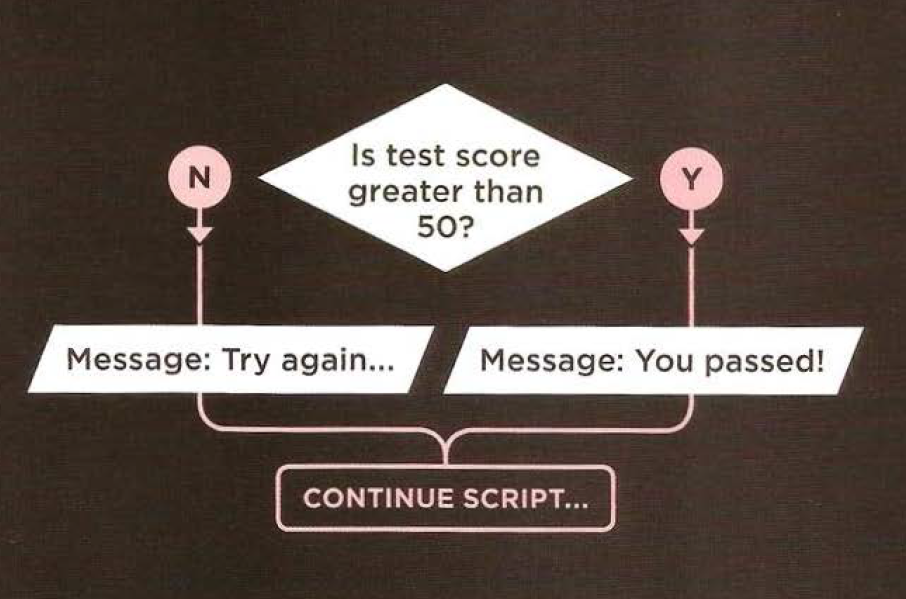 Is test score
greater than
50?
N
Y
Message: Try again...
Message: You passed!
CONTINUE SCRIPT...